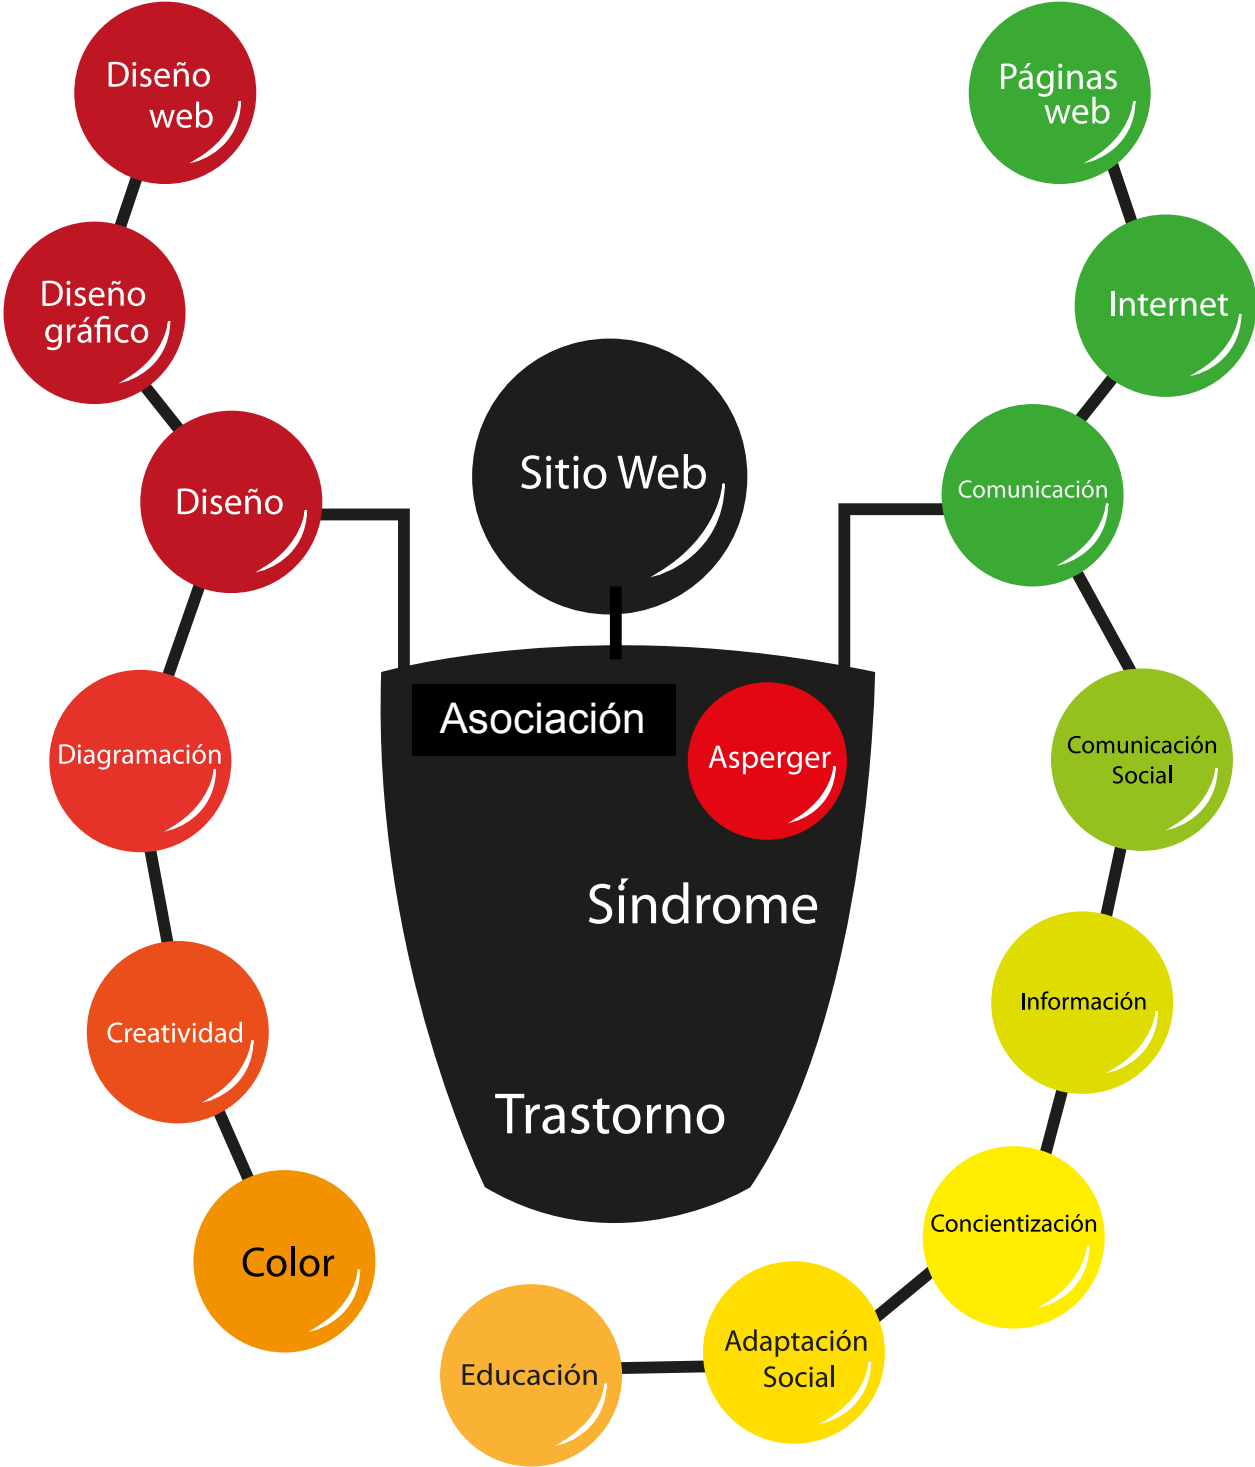 Diseño
web
Diseño
gráfico
Diseño
Diagramación
Creatividad
Color
Sitio Web
Asociación
Asperger
Síndrome
Trastorno
Páginas
web
Internet
Comunicación
Comunicación
Social
Información
Concientización
Adaptación
Social
Educación